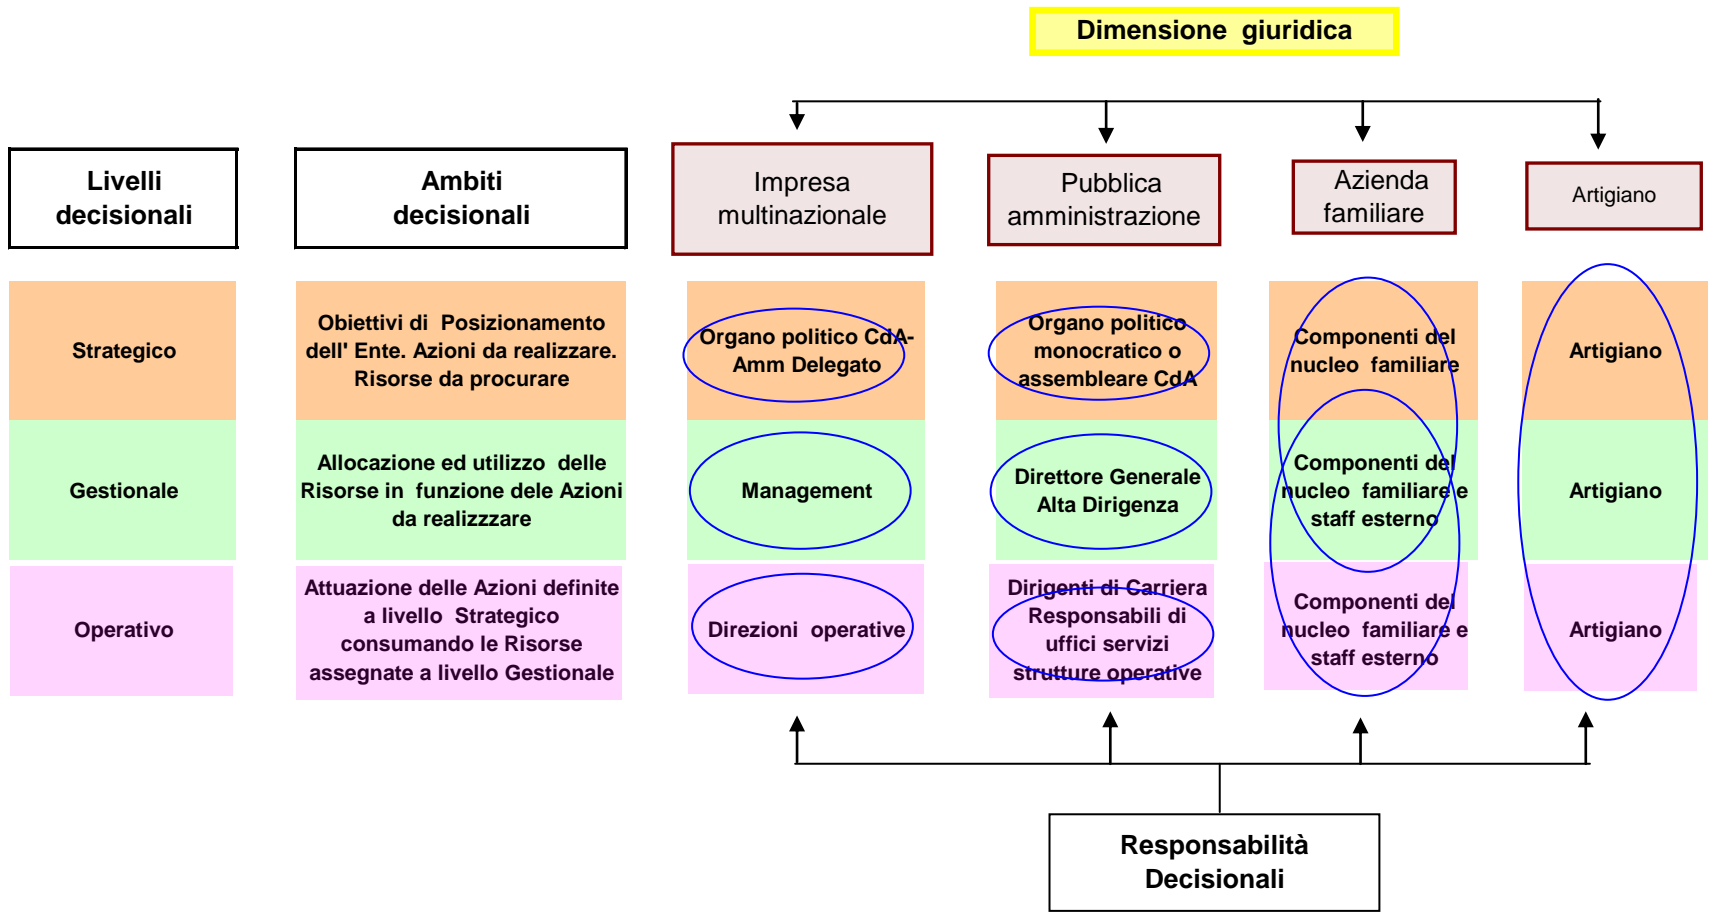 Dimensione giuridica
Livelli
decisionali
Ambiti
decisionali
Impresa
multinazionale
Pubblica
amministrazione
Azienda
familiare
Artigiano
Strategico
Obiettivi di Posizionamento
dell' Ente. Azioni da realizzare.
Risorse da procurare
Organo politico CdA-
Amm Delegato
Organo politico
monocratico o
assembleare CdA
Componenti del
nucleo familiare
Artigiano
Gestionale
Allocazione ed utilizzo delle
Risorse in funzione dele Azioni
da realizzzare
Management
Direttore Generale
Alta Dirigenza
Componenti del
nucleo familiare e
staff esterno
Artigiano
Operativo
Attuazione delle Azioni definite
a livello Strategico
consumando le Risorse
assegnate a livello Gestionale
Direzioni operative
Dirigenti di Carriera
Responsabili di
uffici servizi
strutture operative
Componenti del
nucleo familiare e
staff esterno
Artigiano
Responsabilità
Decisionali